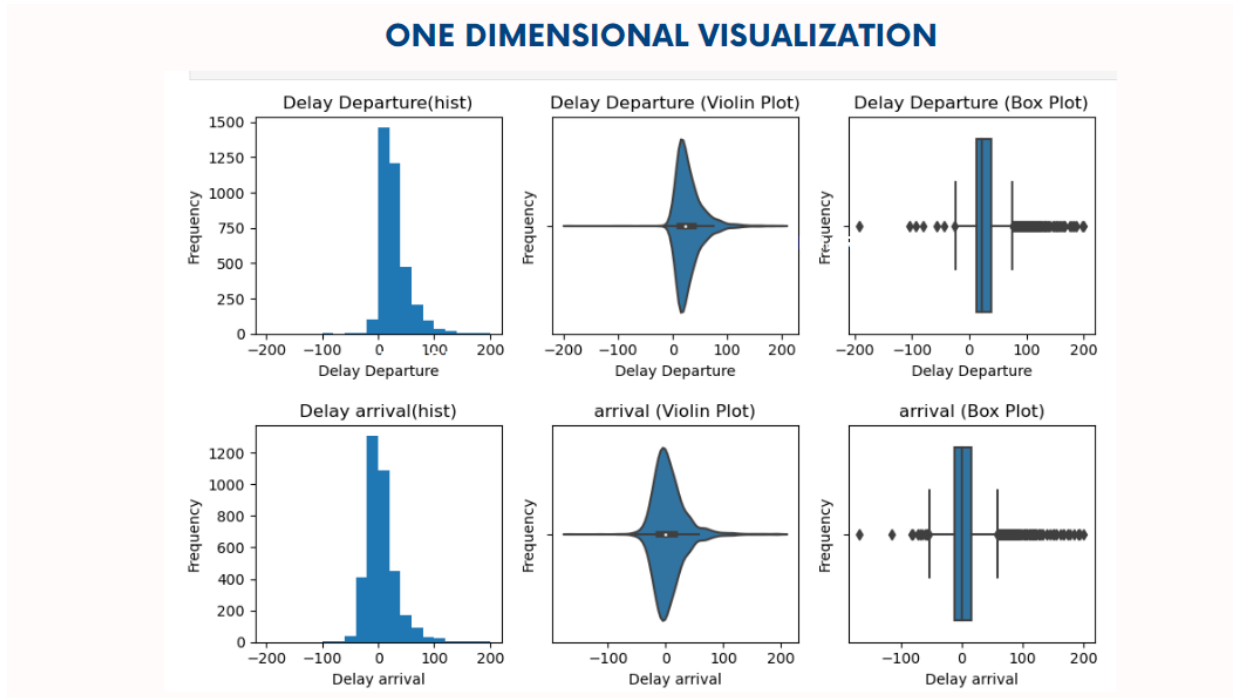 ONE DIMENSIONAL VISUALIZATION
Delay Departure(hist)
Delay Departure (Violin Plot)
Delay Departure (Box Plot)
Frequency
1500
1250
1000
750
500
250
0
−200 −100 0 100 200
Delay Departure
Frequency
−200 −100 0 100 200
Delay Departure
Frequency
−200 −100 0 100 200
Delay Departure
Delay arrival(hist)
arrival (Violin Plot)
arrival (Box Plot)
Frequency
1200
1000
800
600
400
200
0
−200 −100 0 100 200
Delay arrival
Frequency
−100 0 100 200
Delay arrival
Frequency
−100 0 100 200
Delay arrival